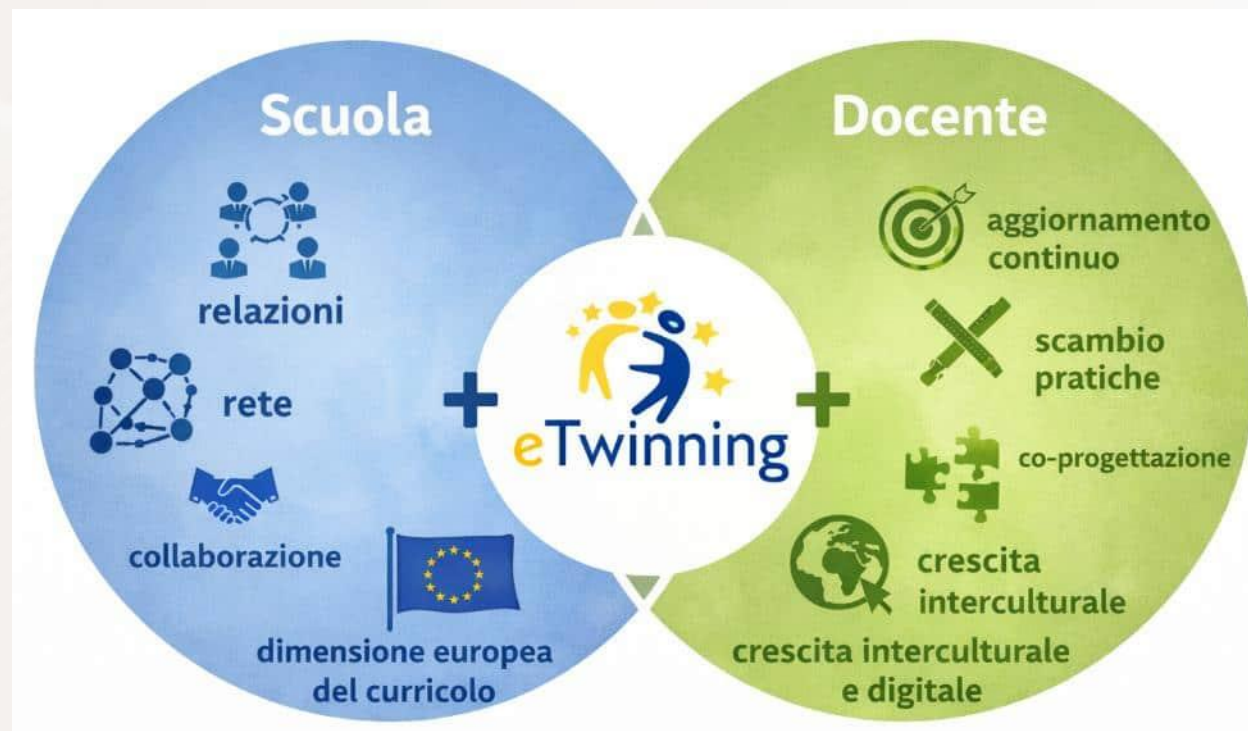 Scuola
relazioni
rete
collaborazione
dimensione europea
del curricolo
eTwinning
Docente
aggiornamento
continuo
scambio
pratiche
co-progettazione
crescita
interculturale
crescita interculturale
e digitale